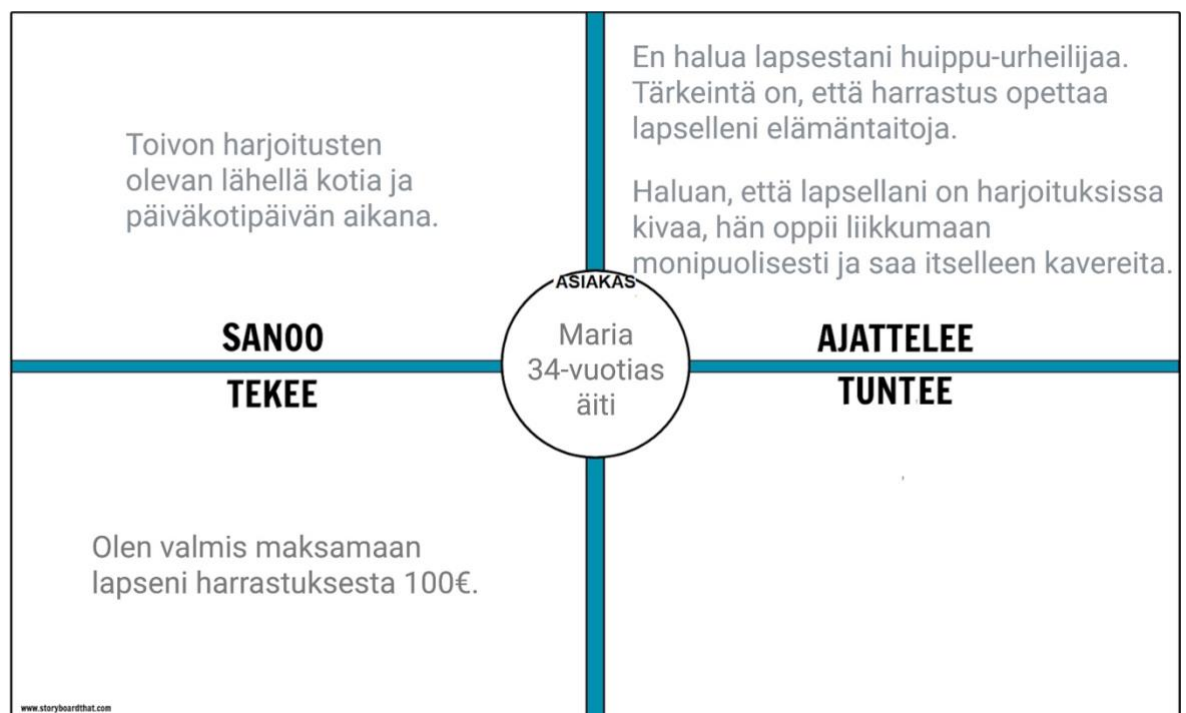 Toivon harjoitusten
olevan lähellä kotia ja
päiväkotipäivän aikana.
SANOO
En halua lapsestani huippu-urheilijaa.
Tärkeintä on, että harrastus opettaa
lapselleni elämäntaitoja.
Haluan, että lapsellani on harjoituksissa
kivaa, hän oppii liikkumaan
monipuolisesti ja saa itselleen kavereita.
AJATTELEE
ASIAKAS
Maria
34-vuotias
äiti
TEKEE
Olen valmis maksamaan
lapseni harrastuksesta 100€.
TUNTEE
www.storyboardthat.com